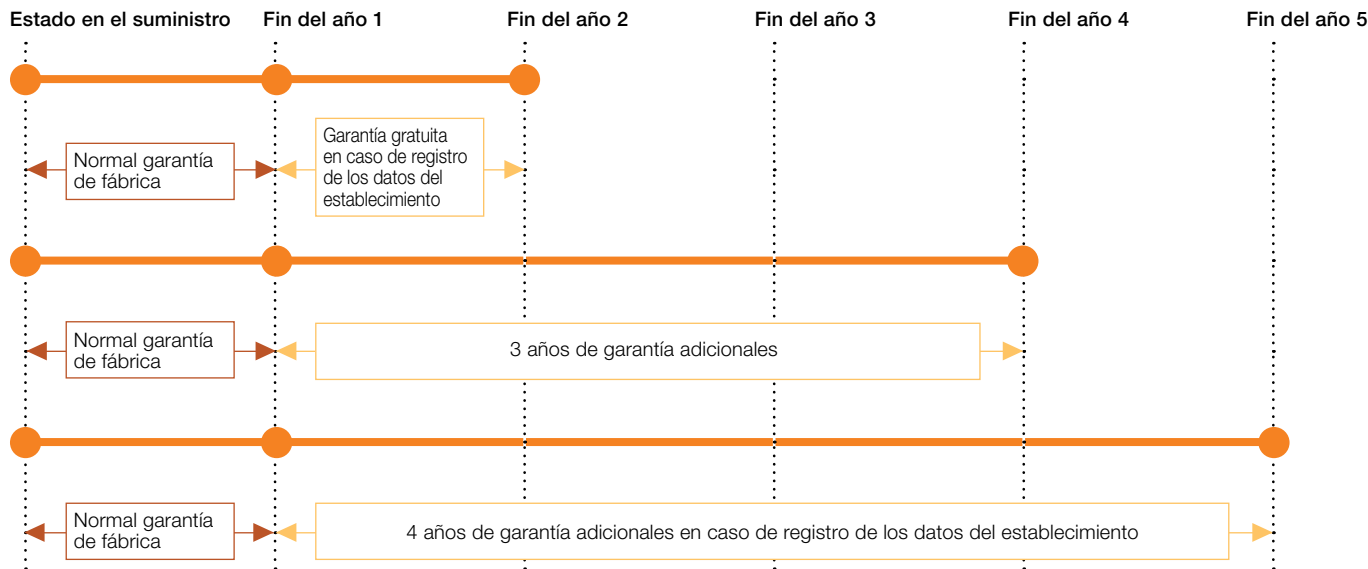 Estado en el suministro Fin del año 1 Fin del año 2 Fin del año 3 Fin del año 4 Fin del año 5
Normal garantía
de fábrica
Garantía gratuita
en caso de registro
de los datos del
establecimiento
Normal garantía
de fábrica
3 años de garantía adicionales
Normal garantía
de fábrica
4 años de garantía adicionales en caso de registro de los datos del establecimiento